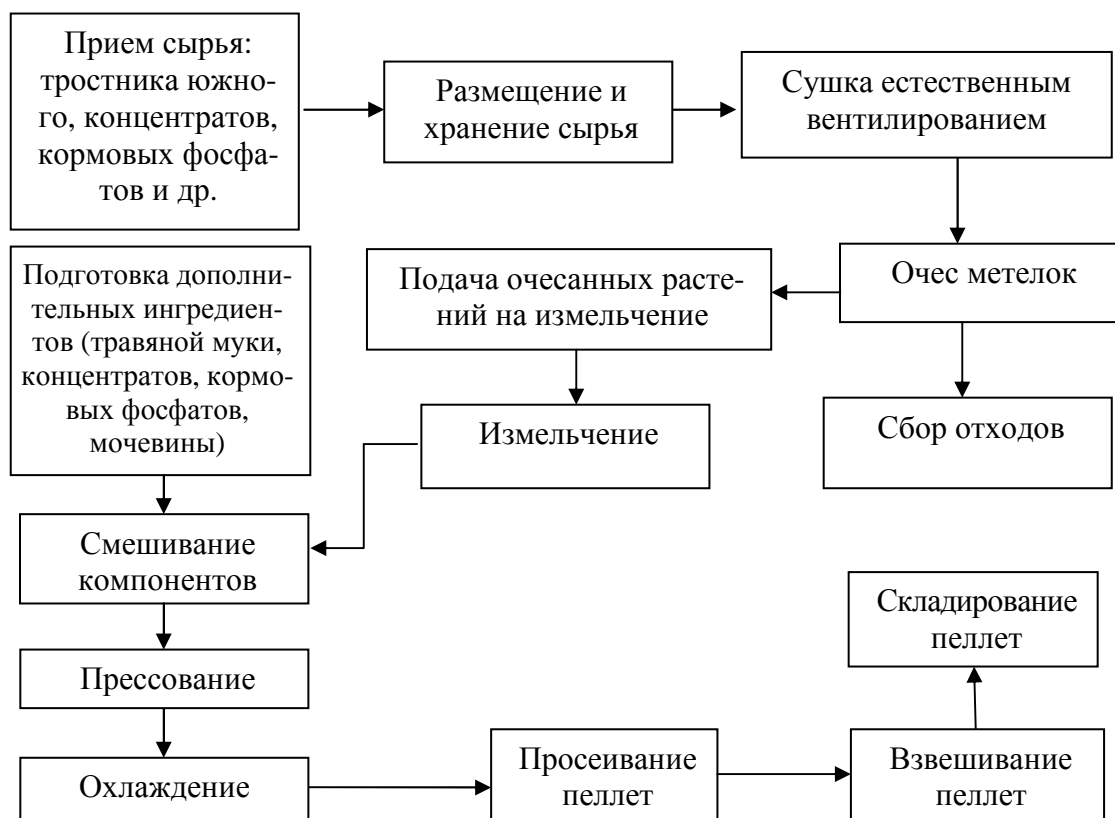 Прием сырья:
тростника южно-
го, концентратов,
кормовых фосфа-
тов и др.
Размещение и
хранение сырья
Сушка естественным
вентилированием
Очес метелок
Подача очесанных расте-
ний на измельчение
Сбор отходов
Измельчение
Подготовка дополни-
тельных ингредиен-
тов (травяной муки,
концентратов, кормо-
вых фосфатов,
мочевины)
Смешивание
компонентов
Прессование
Охлаждение
Просеивание
пеллет
Взвешивание
пеллет
Складирование
пеллет